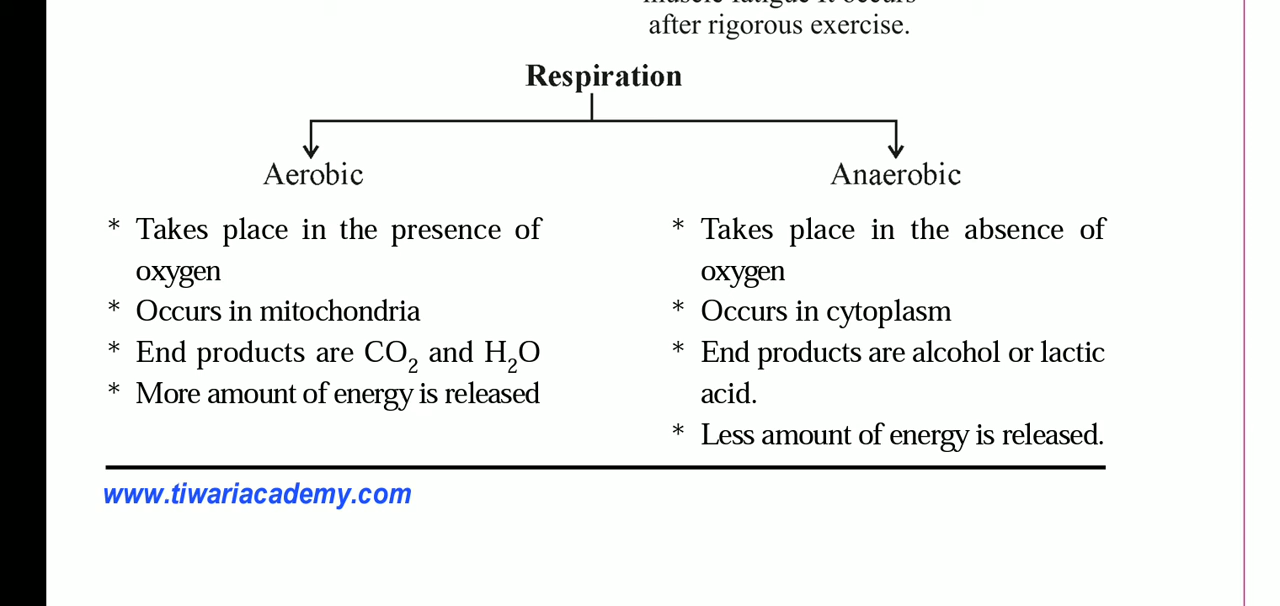 after rigorous exercise.
Respiration
Aerobic
Anaerobic
* Takes place in the presence of
oxygen
* Occurs in mitochondria
* End products are CO₂ and H₂O
* More amount of energy is released
* Takes place in the absence of
oxygen
* Occurs in cytoplasm
* End products are alcohol or lactic
acid.
* Less amount of energy is released.
www.tiwariacademy.com